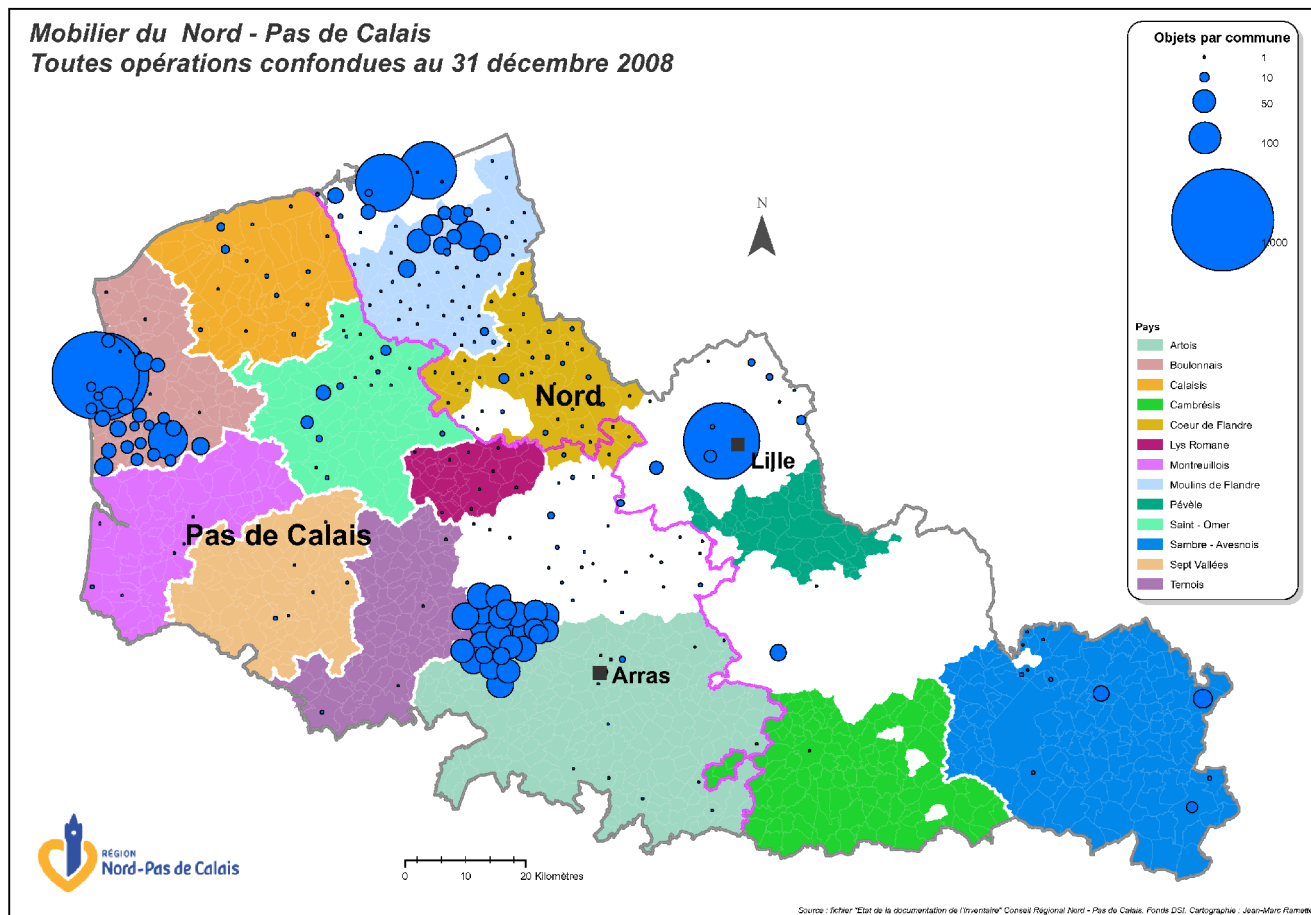 Mobilier du Nord - Pas de Calais
Toutes opérations confondues au 31 décembre 2008
Objets par commune
1
10
50
100
1 000
N
Nord
Lille
Pas de Calais
Arras
Pays
Artois
Boulonnais
Calaisis
Cambrésis
Coeur de Flandre
Lys Romane
Montreuillois
Moulins de Flandre
Pévèle
Saint - Omer
Sambre - Avesnois
Sept Vallées
Ternois
RÉGION
Nord-Pas de Calais
0 10 20 Kilomètres
Source : fichier "Etat de la documentation de l'Inventaire" Conseil Régional Nord - Pas de Calais. Fonds DSI. Cartographie : Jean-Marc Ramette